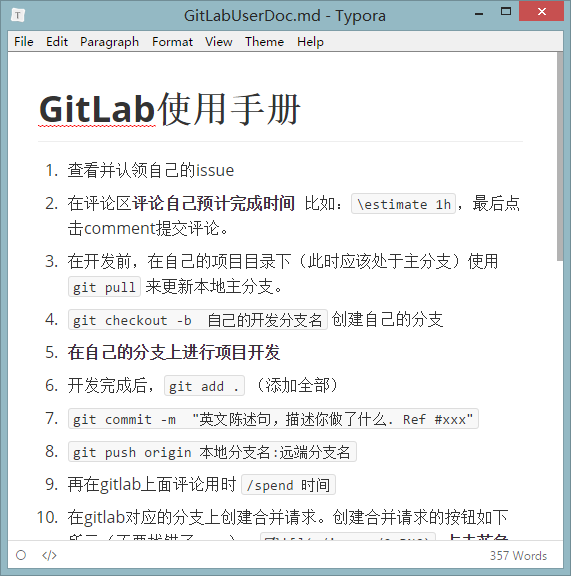 GitLabUserDoc.md - Typora
File Edit Paragraph Format View Theme Help
GitLab使用手册
1. 查看并认领自己的issue
2. 在评论区评论自己预计完成时间 比如：\estimate 1h，最后点
击comment提交评论。
3. 在开发前，在自己的项目目录下（此时应该处于主分支）使用
git pull 来更新本地主分支。
4. git checkout -b 自己的开发分支名 创建自己的分支
5. 在自己的分支上进行项目开发
6. 开发完成后，git add . （添加全部）
7. git commit -m "英文陈述句，描述你做了什么. Ref #xxx"
8. git push origin 本地分支名:远端分支名
9. 再在gitlab上面评论用时 /spend 时间
10. 在gitlab对应的分支上创建合并请求。创建合并请求的按钮如下
357 Words